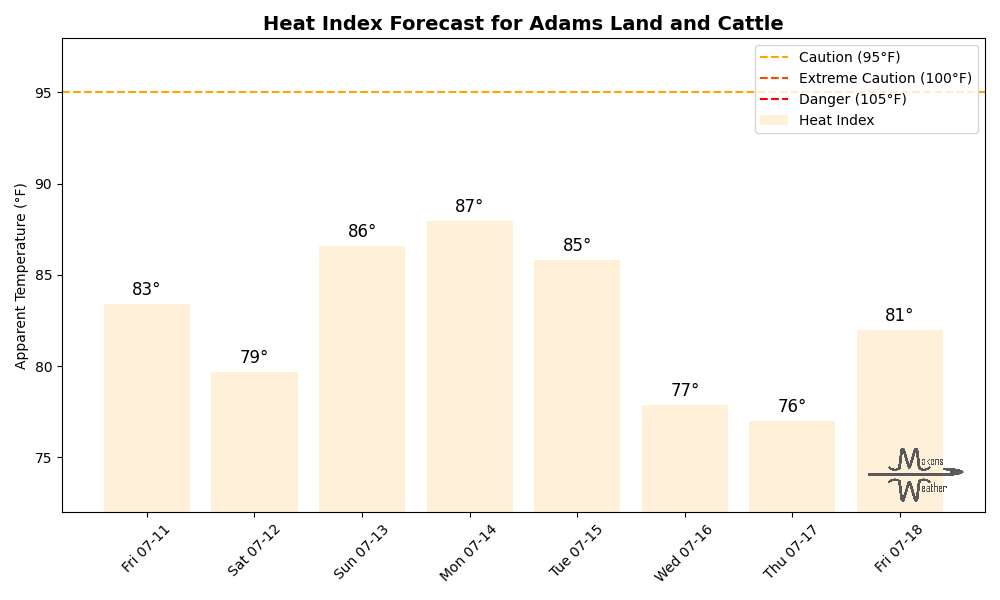 Heat Index Forecast for Adams Land and Cattle
Caution (95°F)
Extreme Caution (100°F)
Danger (105°F)
Heat Index
Apparent Temperature (°F)
95
90
85
80
75
83°
79°
86°
87°
85°
77°
76°
81°
Fri 07-11
Sat 07-12
Sun 07-13
Mon 07-14
Tue 07-15
Wed 07-16
Thu 07-17
Fri 07-18
Makens
Weather